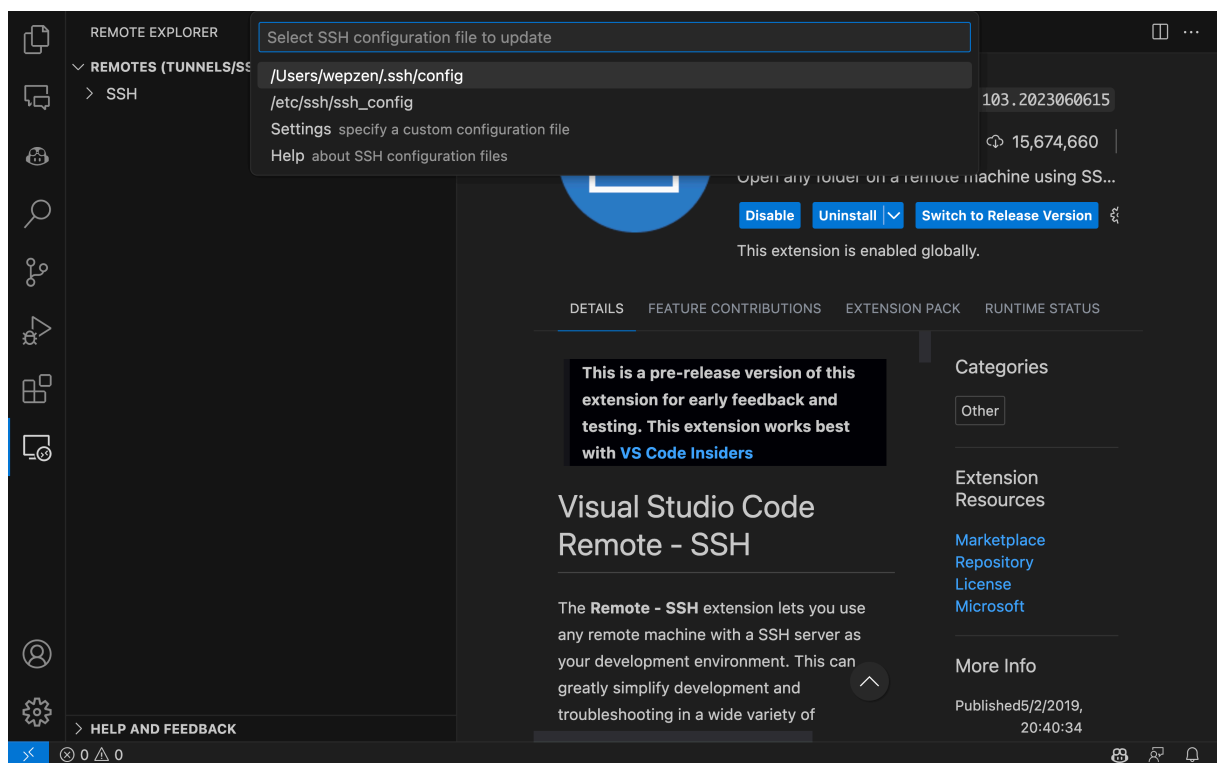 REMOTE EXPLORER
Select SSH configuration file to update
REMOTES (TUNNELS/SS
/Users/wepzen/.ssh/config
SSH
/etc/ssh/ssh_config
Settings specify a custom configuration file
Help about SSH configuration files
103.2023060615
15,674,660
Open any folder on a remote machine using SS...
Disable
Uninstall
Switch to Release Version
This extension is enabled globally.
DETAILS FEATURE CONTRIBUTIONS EXTENSION PACK RUNTIME STATUS
This is a pre-release version of this
extension for early feedback and
testing. This extension works best
with VS Code Insiders
Visual Studio Code
Remote - SSH
The Remote - SSH extension lets you use
any remote machine with a SSH server as
your development environment. This can
greatly simplify development and
troubleshooting in a wide variety of
Categories
Other
Extension
Resources
Marketplace
Repository
License
Microsoft
More Info
Published5/2/2019,
20:40:34
HELP AND FEEDBACK
0 0